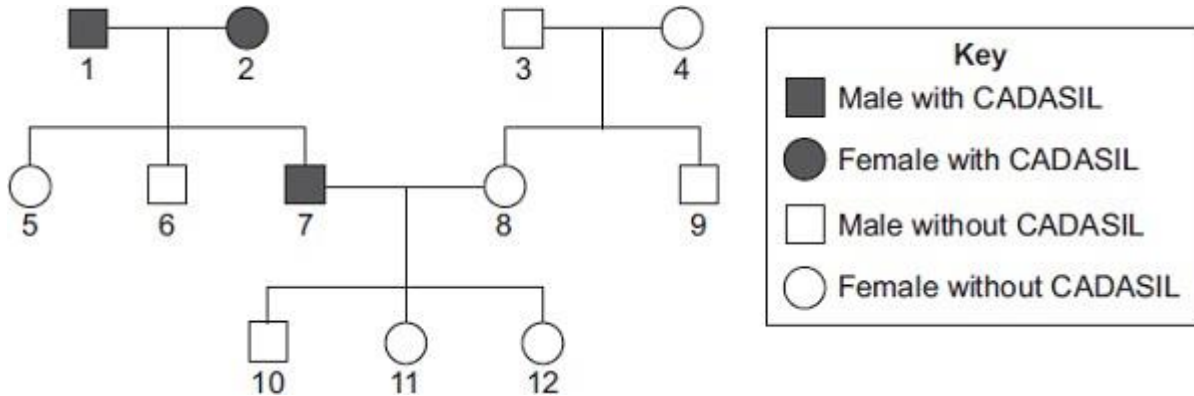 1 2 3 4
5 6 7 8 9
10 11 12
Key
Male with CADASIL
Female with CADASIL
Male without CADASIL
Female without CADASIL